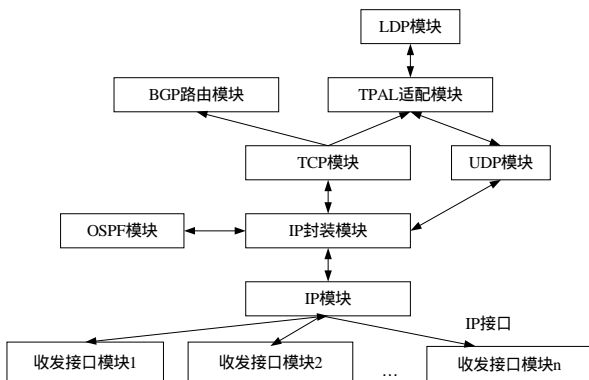 LDP模块
BGP路由模块
TPAL适配模块
TCP模块
UDP模块
OSPF模块
IP封装模块
IP模块
IP接口
收发接口模块1
收发接口模块2
…
收发接口模块n